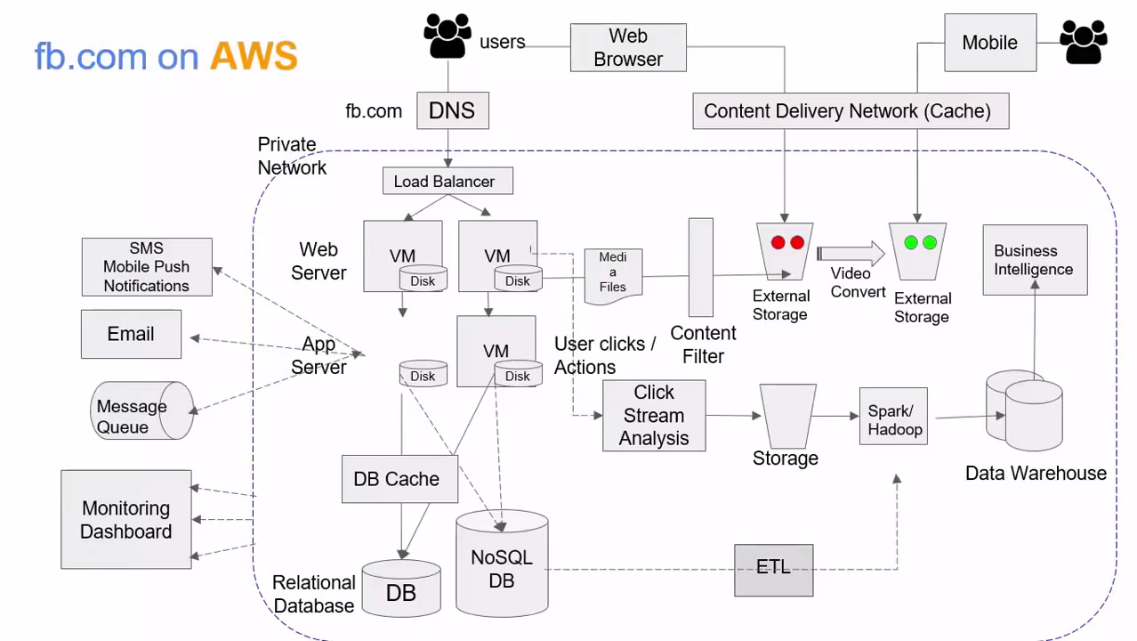 fb.com on AWS
users
Web
Browser
Mobile
fb.com
DNS
Content Delivery Network (Cache)
Private
Network
Load Balancer
Web
Server
VM
Disk
VM
Disk
Medi
a
Files
Content
Filter
External
Storage
Video
Convert
External
Storage
Business
Intelligence
SMS
Mobile Push
Notifications
Email
Message
Queue
App
Server
Disk
VM
Disk
User clicks /
Actions
Click
Stream
Analysis
Storage
Spark/
Hadoop
Data Warehouse
Monitoring
Dashboard
DB Cache
Relational
Database
DB
NoSQL
DB
ETL